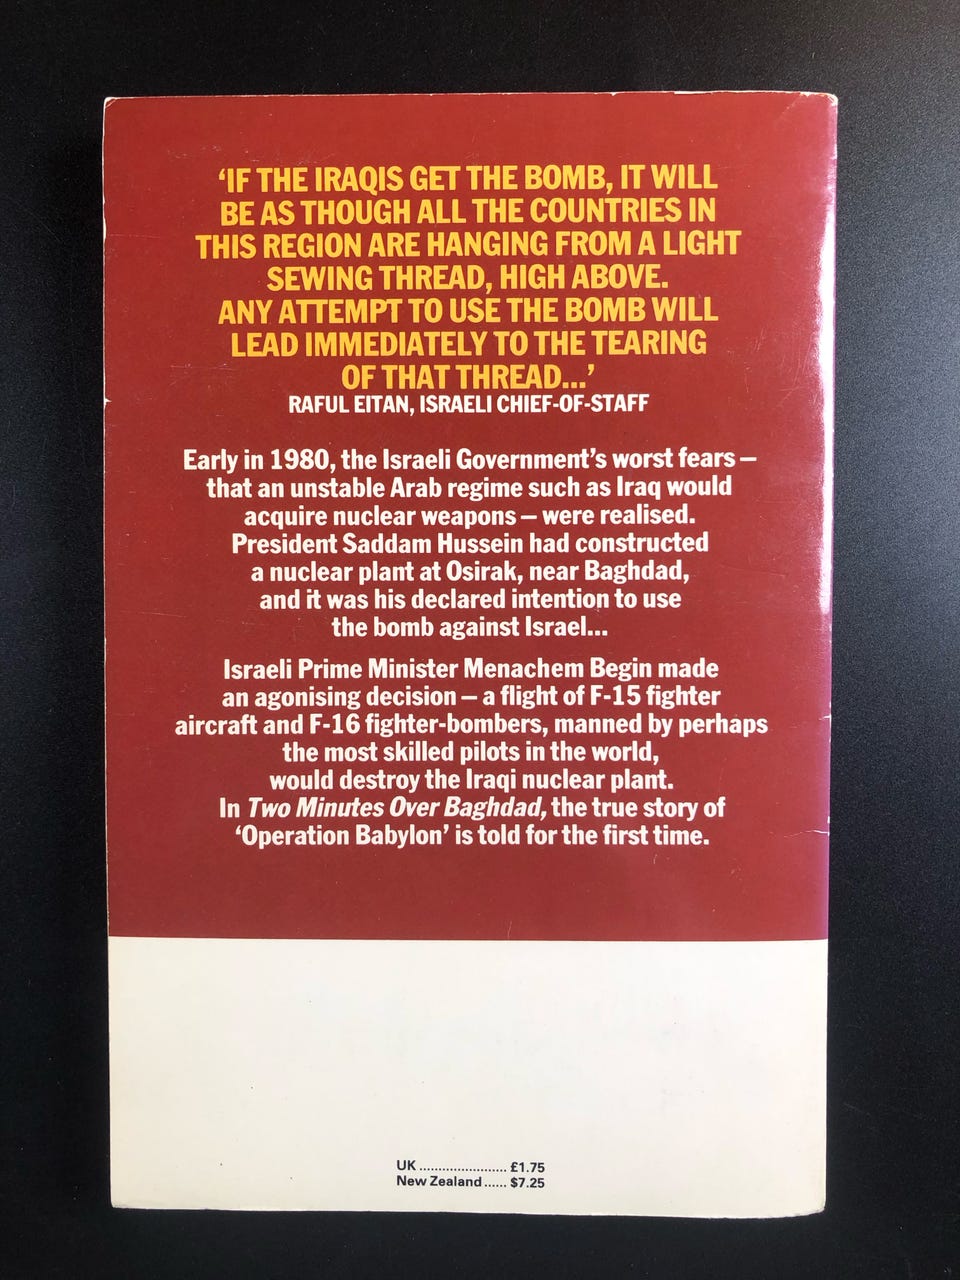 ‘IF THE IRAQIS GET THE BOMB, IT WILL
BE AS THOUGH ALL THE COUNTRIES IN
THIS REGION ARE HANGING FROM A LIGHT
SEWING THREAD, HIGH ABOVE.
ANY ATTEMPT TO USE THE BOMB WILL
LEAD IMMEDIATELY TO THE TEARING
OF THAT THREAD...’
RAFUL EITAN, ISRAELI CHIEF-OF-STAFF
Early in 1980, the Israeli Government’s worst fears –
that an unstable Arab regime such as Iraq would
acquire nuclear weapons – were realised.
President Saddam Hussein had constructed
a nuclear plant at Osirak, near Baghdad,
and it was his declared intention to use
the bomb against Israel...
Israeli Prime Minister Menachem Begin made
an agonising decision – a flight of F-15 fighter
aircraft and F-16 fighter-bombers, manned by perhaps
the most skilled pilots in the world,
would destroy the Iraqi nuclear plant.
In Two Minutes Over Baghdad, the true story of
‘Operation Babylon’ is told for the first time.
UK ....................... £1.75
New Zealand ...... $7.25